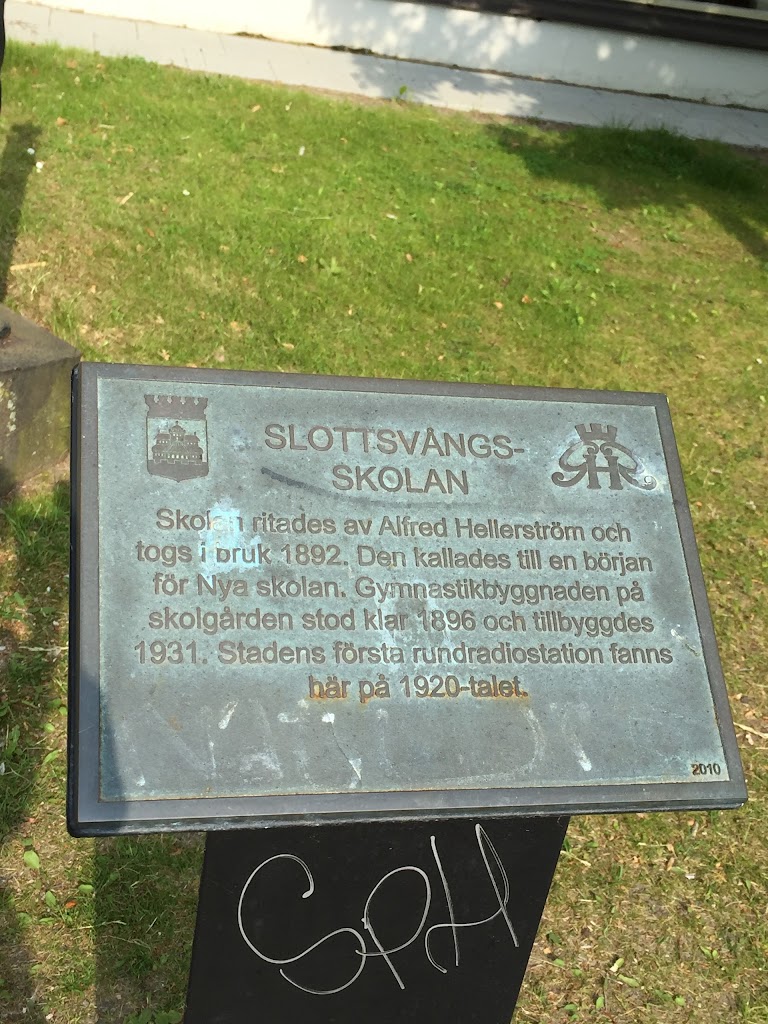 SLOTTSVÅNGS-
SKOLAN
Skolan ritades av Alfred Hellerström och
togs i bruk 1892. Den kallades till en början
för Nya skolan. Gymnastikbyggnaden på
skolgården stod klar 1896 och tillbyggdes
1931. Stadens första rundradiostation fanns
här på 1920-talet.
2010
SPH